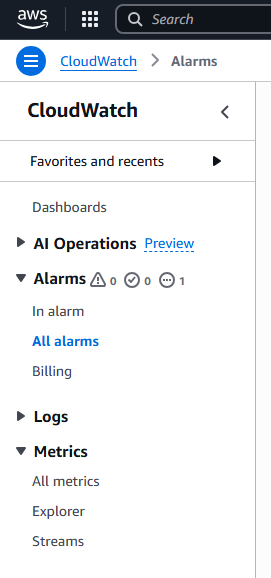 aws
Search
CloudWatch
Alarms
CloudWatch
Favorites and recents
Dashboards
AI Operations Preview
Alarms 0 0 1
In alarm
All alarms
Billing
Logs
Metrics
All metrics
Explorer
Streams